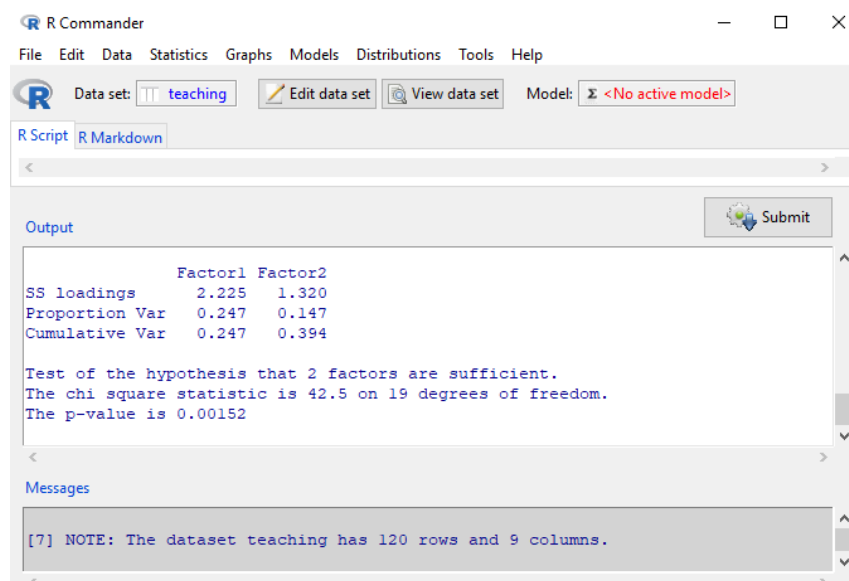 R Commander
File Edit Data Statistics Graphs Models Distributions Tools Help
Data set: teaching Edit data set View data set Model: Σ <No active model>
R Script R Markdown
Submit
Output
Factor1 Factor2
SS loadings 2.225 1.320
Proportion Var 0.247 0.147
Cumulative Var 0.247 0.394
Test of the hypothesis that 2 factors are sufficient.
The chi square statistic is 42.5 on 19 degrees of freedom.
The p-value is 0.00152
Messages
[7] NOTE: The dataset teaching has 120 rows and 9 columns.